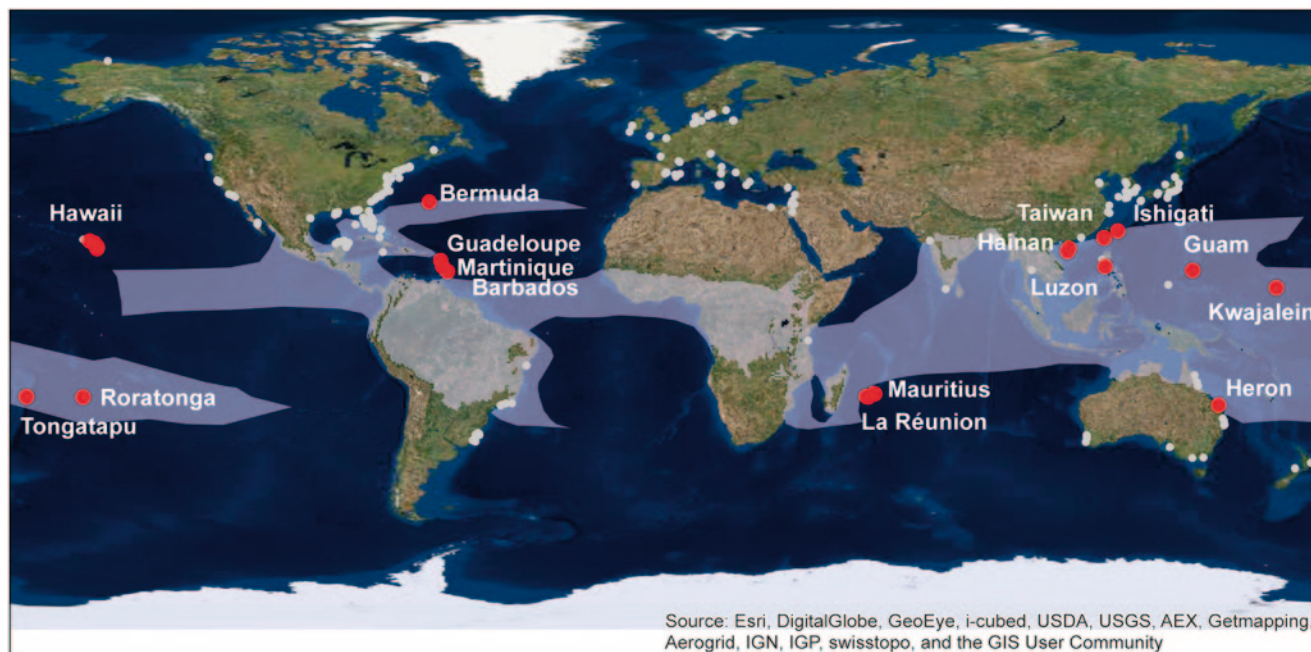 Bermuda
Hawaii
Taiwan
Ishigati
Guadeloupe
Hainan
Guam
Martinique
Barbados
Luzon
Kwajalein
Roratonga
Mauritius
Heron
Tongatapu
La Réunion
Source: Esri, DigitalGlobe, GeoEye, i-cubed, USDA, USGS, AEX, Getmapping,
Aerogrid, IGN, IGP, swisstopo, and the GIS User Community